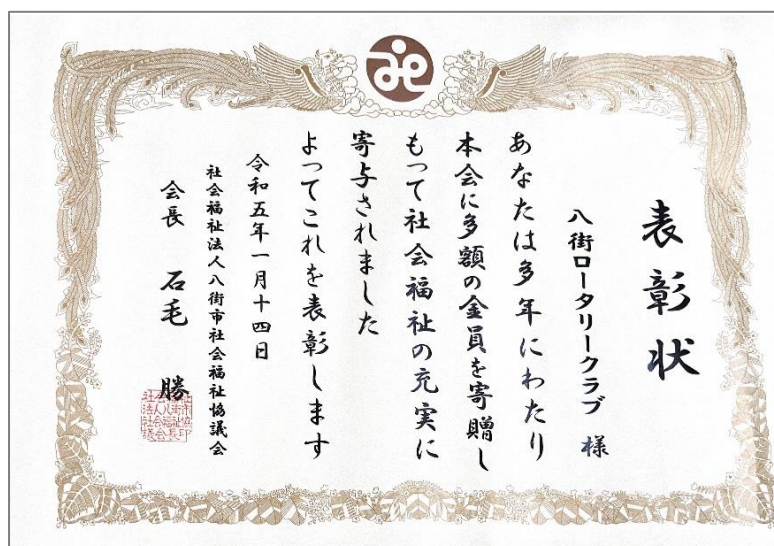 表彰状
八街ロータリークラブ 様
あなたは多年にわたり
本会に多額の金員を寄贈し
もって社会福祉の充実に
寄与されました
よってこれを表彰します
令和五年一月十四日
社会福祉法人八街市社会福祉協議会
会長 石毛 勝